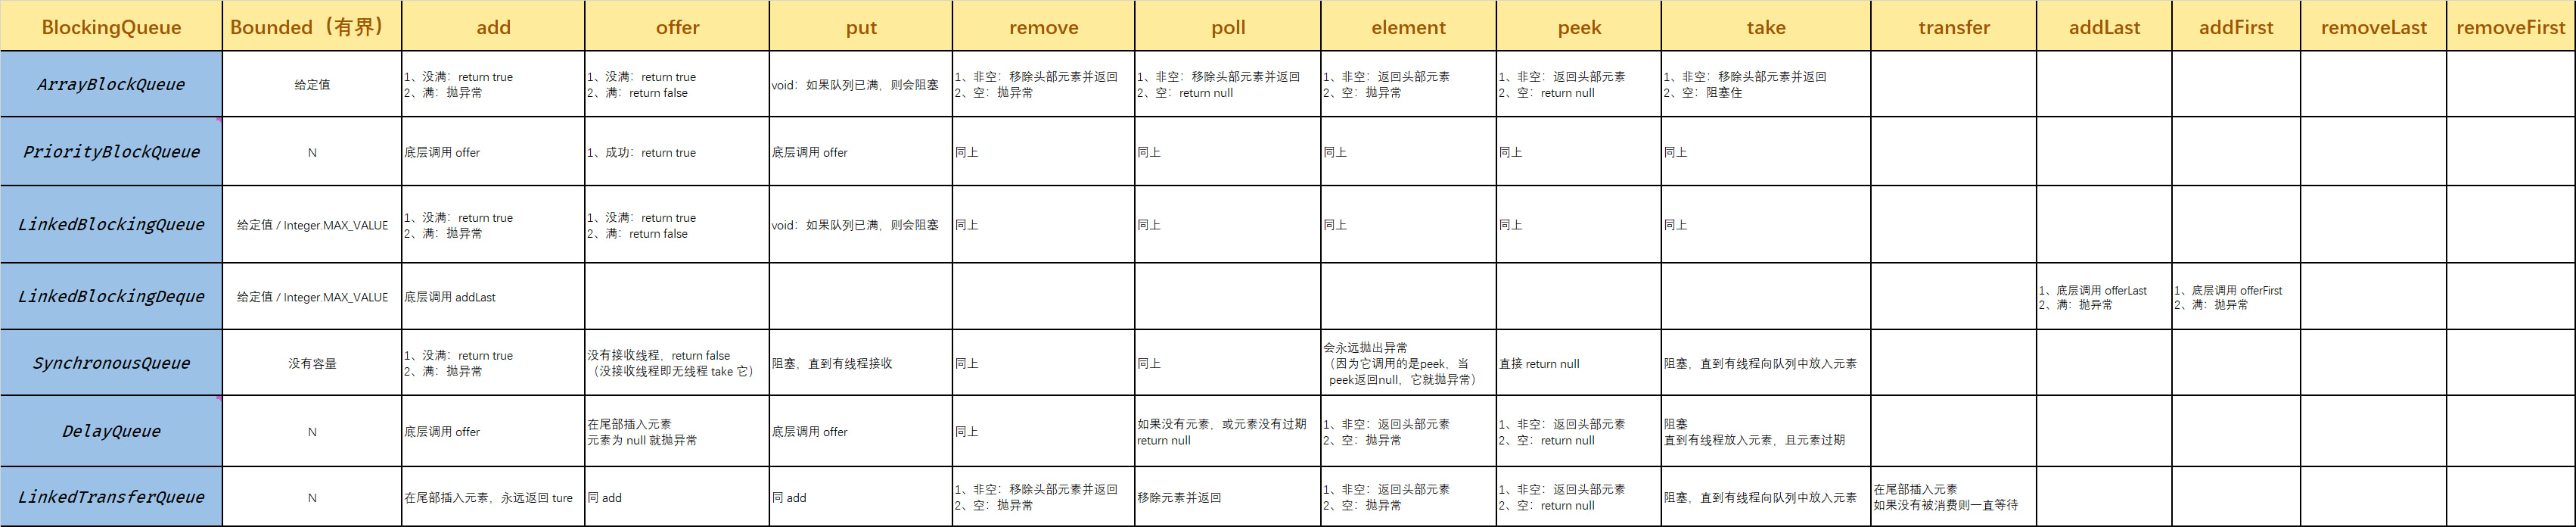 BlockingQueue Bounded（有界） add offer put remove poll element peek take transfer addLast addFirst removeLast removeFirst
ArrayBlockQueue
给定值
1、没满：return true
2、满：抛异常
1、没满：return true
2、满：return false
void：如果队列已满，则会阻塞
1、非空：移除头部元素并返回
2、空：抛异常
1、非空：移除头部元素并返回
2、空：return null
1、非空：返回头部元素
2、空：抛异常
1、非空：返回头部元素
2、空：return null
1、非空：移除头部元素并返回
2、空：阻塞住
PriorityBlockQueue
N
底层调用 offer
1、成功：return true
底层调用 offer
同上
同上
同上
同上
同上
LinkedBlockingQueue
给定值 / Integer.MAX_VALUE
1、没满：return true
2、满：抛异常
1、没满：return true
2、满：return false
void：如果队列已满，则会阻塞
同上
同上
同上
同上
同上
LinkedBlockingDeque
给定值 / Integer.MAX_VALUE
底层调用 addLast
1、底层调用 offerLast
2、满：抛异常
1、底层调用 offerFirst
2、满：抛异常
SynchronousQueue
没有容量
1、没满：return true
2、满：抛异常
没有接收线程，return false
（没接收线程即无线程 take 它）
阻塞，直到有线程接收
同上
同上
会永远抛出异常
（因为它调用的是peek，当
peek返回null，它就抛异常）
直接 return null
阻塞，直到有线程向队列中放入元素
DelayQueue
N
底层调用 offer
在尾部插入元素
元素为 null 就抛异常
底层调用 offer
同上
如果没有元素，或元素没有过期
return null
1、非空：返回头部元素
2、空：抛异常
1、非空：返回头部元素
2、空：return null
阻塞
直到有线程放入元素，且元素过期
LinkedTransferQueue
N
在尾部插入元素，永远返回 ture
同 add
同 add
1、非空：移除头部元素并返回
2、空：抛异常
移除元素并返回
1、非空：返回头部元素
2、空：抛异常
1、非空：返回头部元素
2、空：return null
阻塞，直到有线程向队列中放入元素
在尾部插入元素
如果没有被消费则一直等待